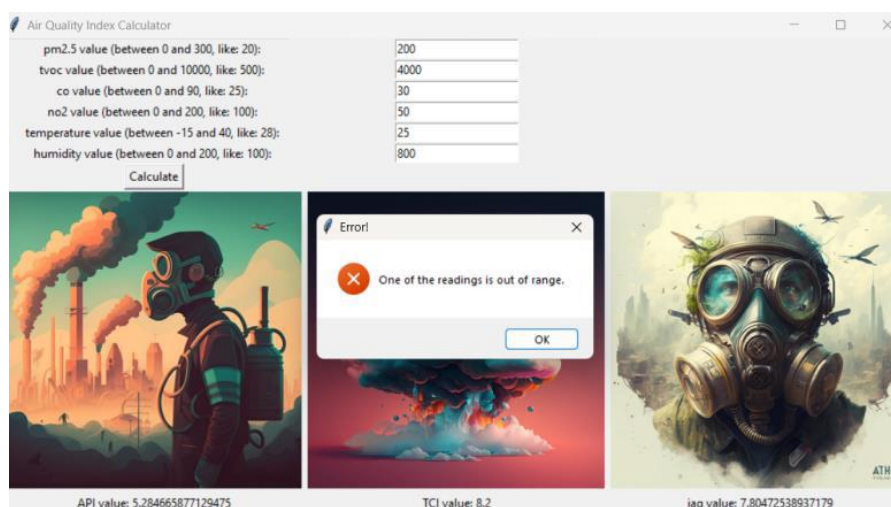 Air Quality Index Calculator
pm2.5 value (between 0 and 300, like: 20): 200
tvoc value (between 0 and 10000, like: 500): 4000
co value (between 0 and 90, like: 25): 30
no2 value (between 0 and 200, like: 100): 50
temperature value (between -15 and 40, like: 28): 25
humidity value (between 0 and 200, like: 100): 800
Calculate
Error!
One of the readings is out of range.
OK
ATH
API value: 5.284665877129475 TCI value: 8.2 iaq value: 7.80472538937179